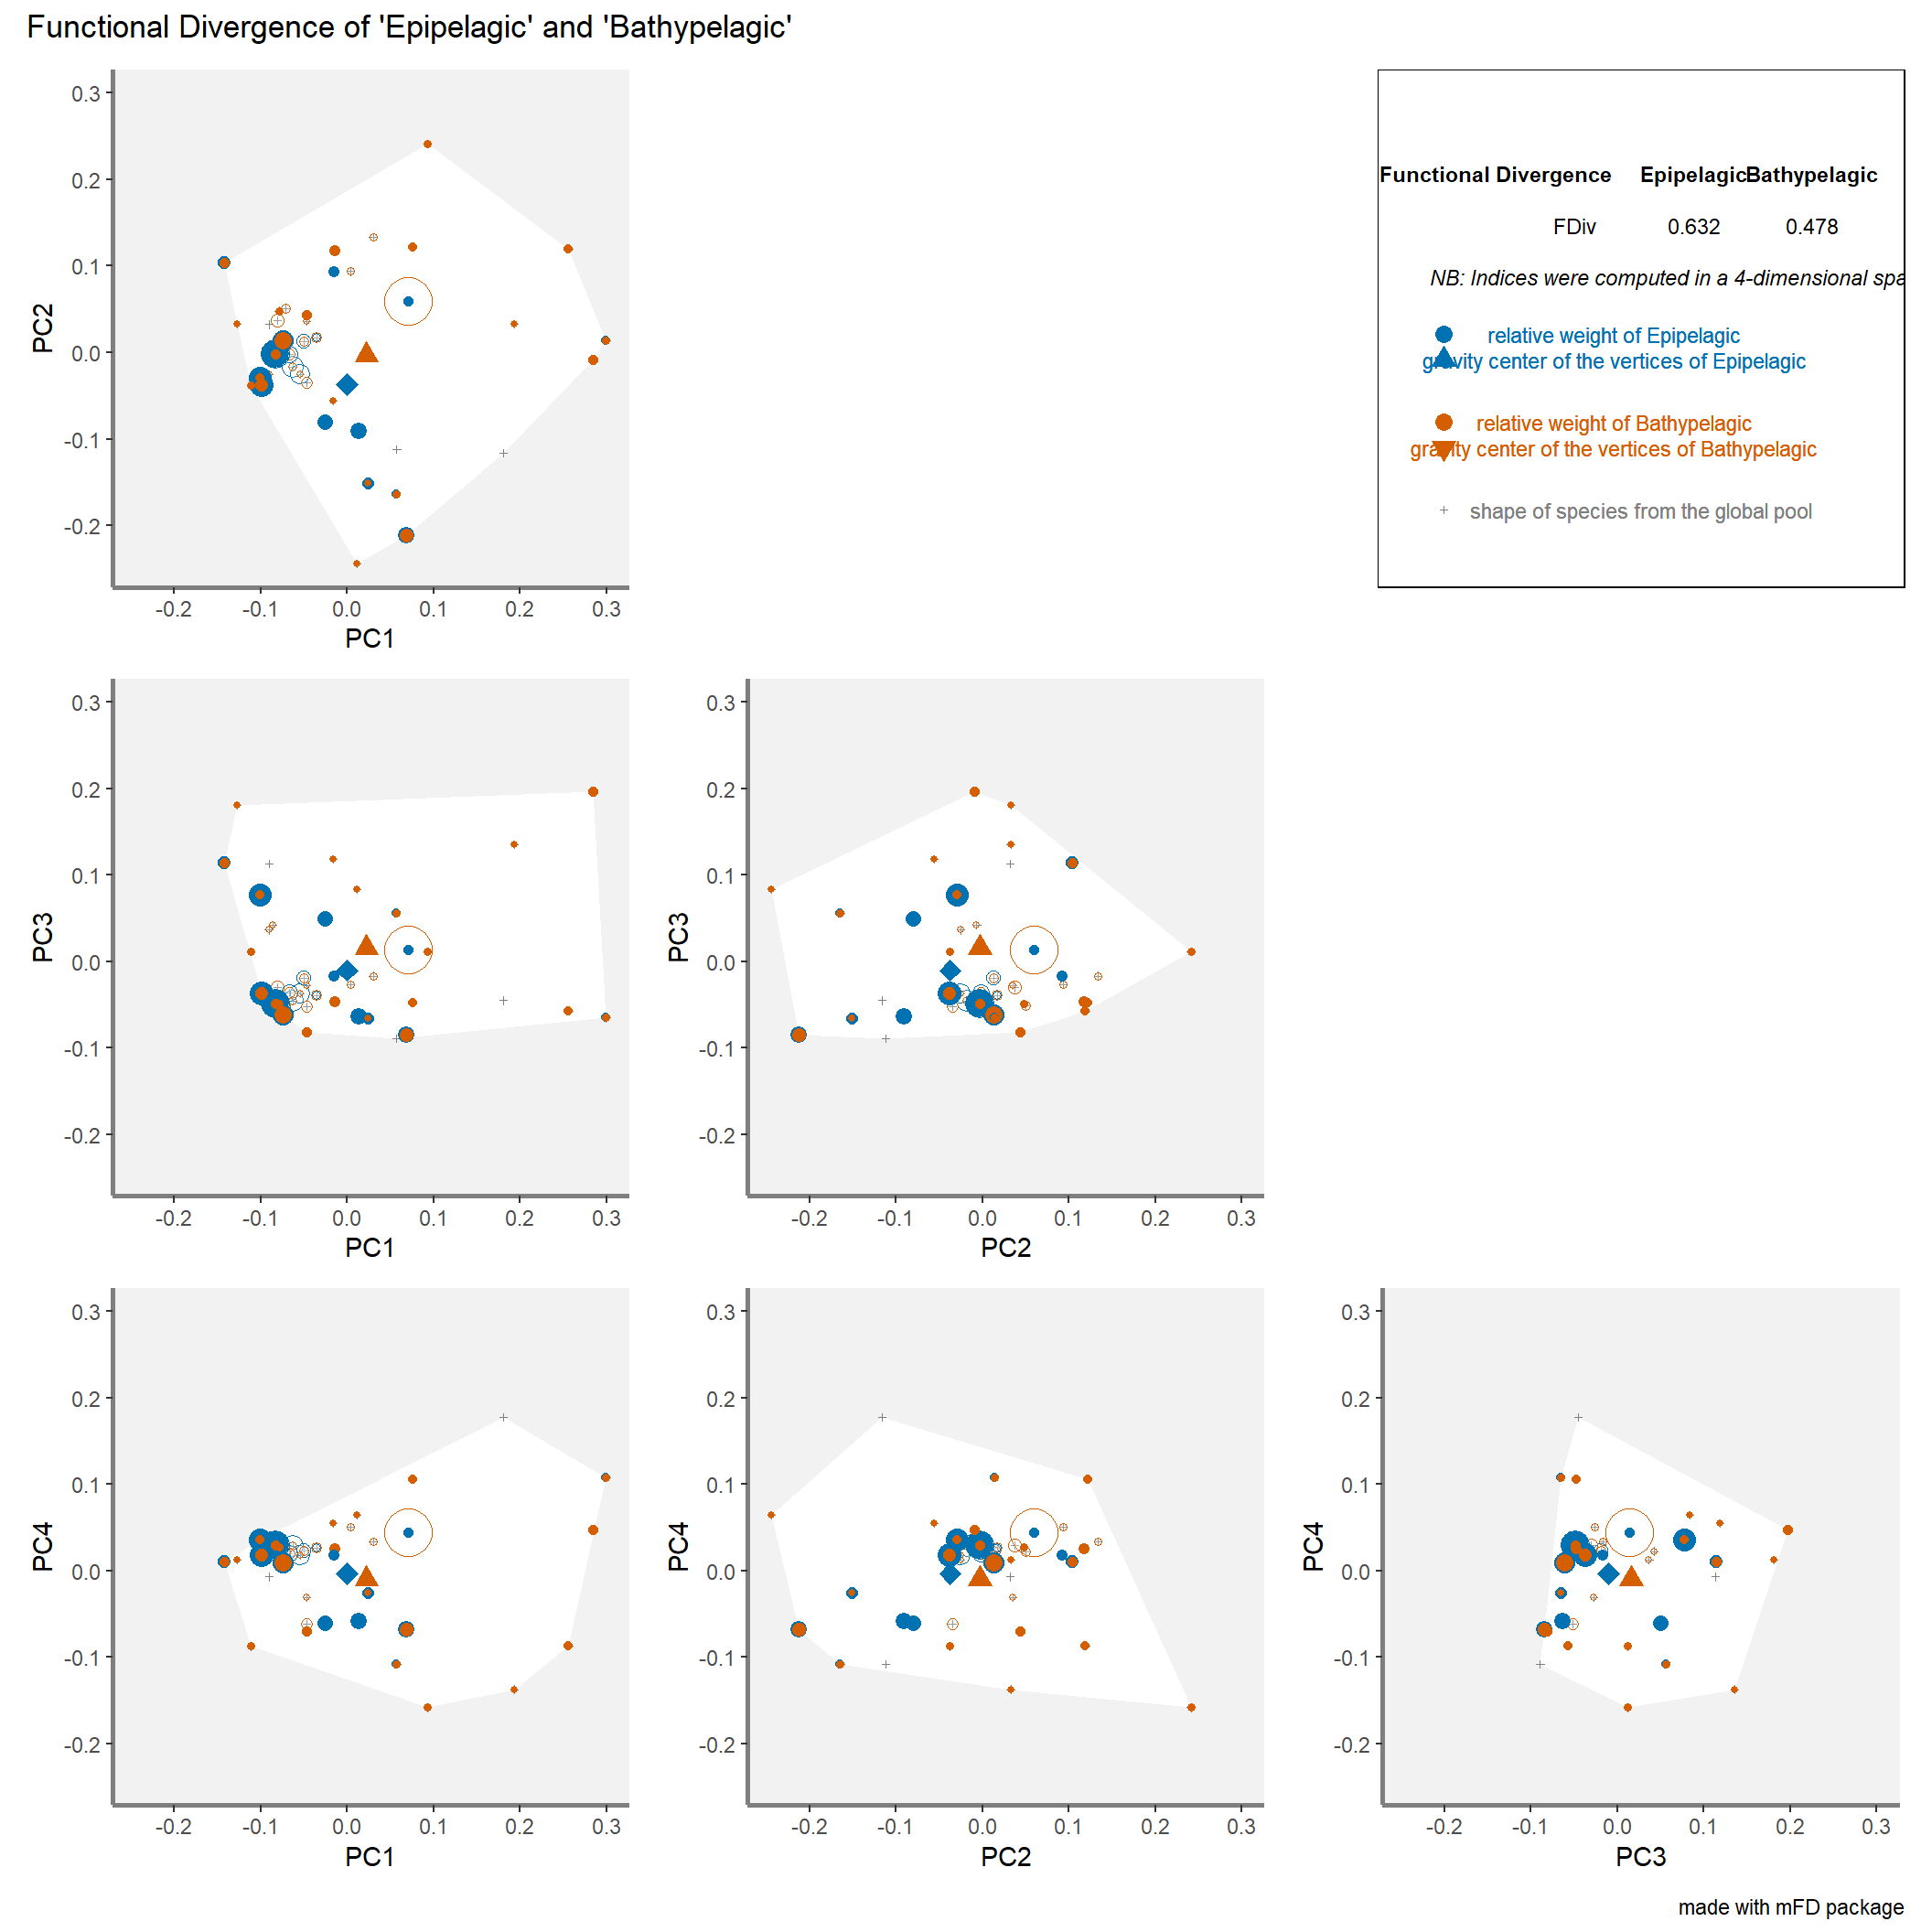 Functional Divergence of 'Epipelagic' and 'Bathypelagic'
0.3
0.2
0.1
0.0
-0.1
-0.2
PC2
-0.2 -0.1 0.0 0.1 0.2 0.3
PC1
Functional Divergence Epipelagic Bathypelagic
FDiv 0.632 0.478
NB: Indices were computed in a 4-dimensional spa
relative weight of Epipelagic
gravity center of the vertices of Epipelagic
relative weight of Bathypelagic
gravity center of the vertices of Bathypelagic
shape of species from the global pool
0.3
0.2
0.1
0.0
-0.1
-0.2
PC3
-0.2 -0.1 0.0 0.1 0.2 0.3
PC1
0.3
0.2
0.1
0.0
-0.1
-0.2
PC3
-0.2 -0.1 0.0 0.1 0.2 0.3
PC2
0.3
0.2
0.1
0.0
-0.1
-0.2
PC4
-0.2 -0.1 0.0 0.1 0.2 0.3
PC1
0.3
0.2
0.1
0.0
-0.1
-0.2
PC4
-0.2 -0.1 0.0 0.1 0.2 0.3
PC2
0.3
0.2
0.1
0.0
-0.1
-0.2
PC4
-0.2 -0.1 0.0 0.1 0.2 0.3
PC3
made with mFD package